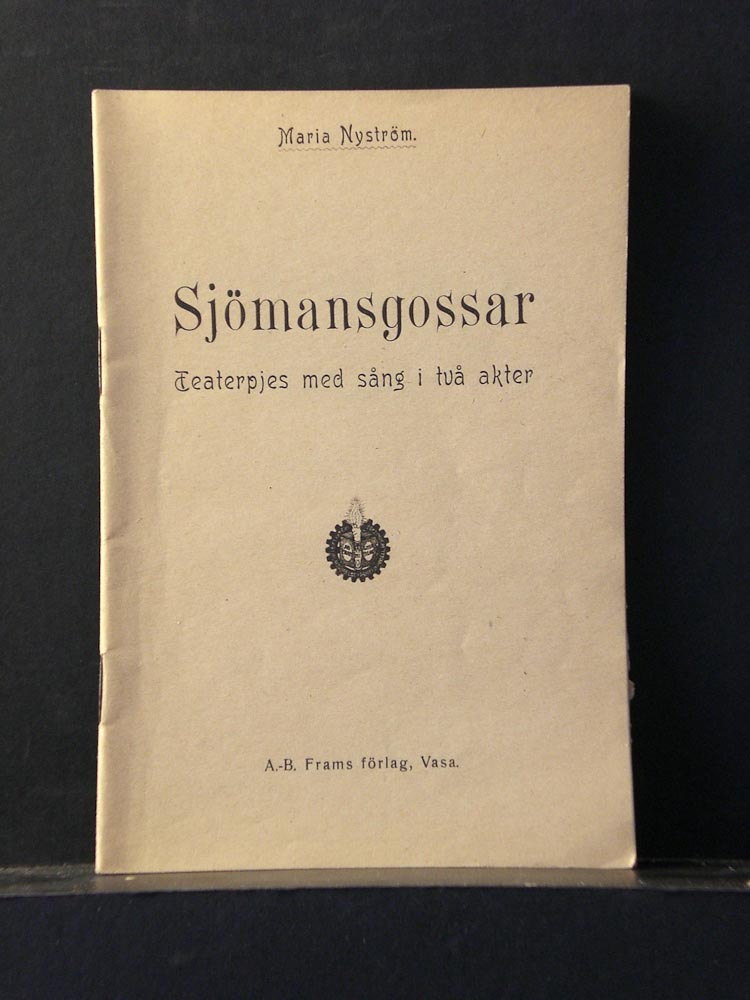 Maria Nyström.
Sjömansgossar
Teaterpjes med sång i två akter
A.-B. Frams förlag, Vasa.